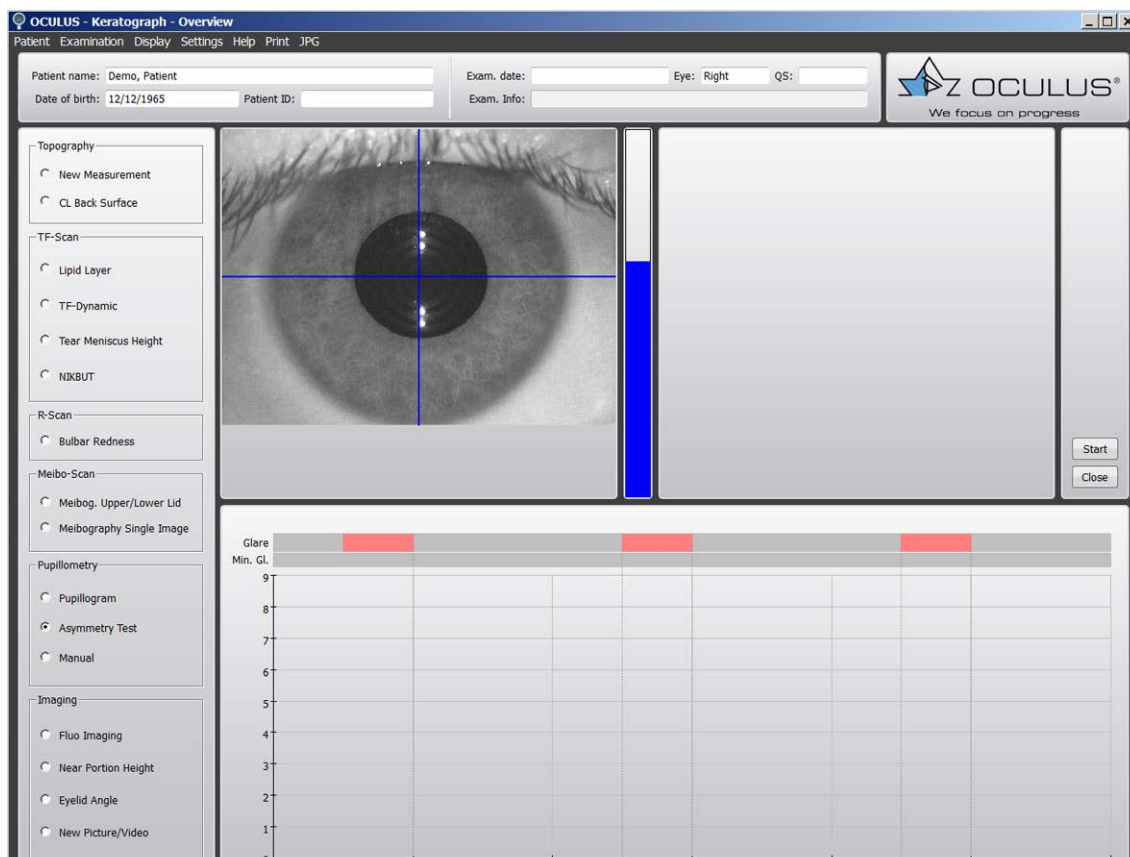 OCULUS - Keratograph - Overview
Patient Examination Display Settings Help Print JPG
Patient name: Demo, Patient
Date of birth: 12/12/1965 Patient ID:
Exam. date: Eye: Right QS:
Exam. Info:
OCULUS®
We focus on progress
Topography
New Measurement
CL Back Surface
TF-Scan
Lipid Layer
TF-Dynamic
Tear Meniscus Height
NIKBUT
R-Scan
Bulbar Redness
Meibo-Scan
Meibog. Upper/Lower Lid
Meibography Single Image
Pupillometry
Pupillogram
Asymmetry Test
Manual
Imaging
Fluo Imaging
Near Portion Height
Eyelid Angle
New Picture/Video
Start
Close
Glare
Min. Gl.
9
8
7
6
5
4
3
2
1